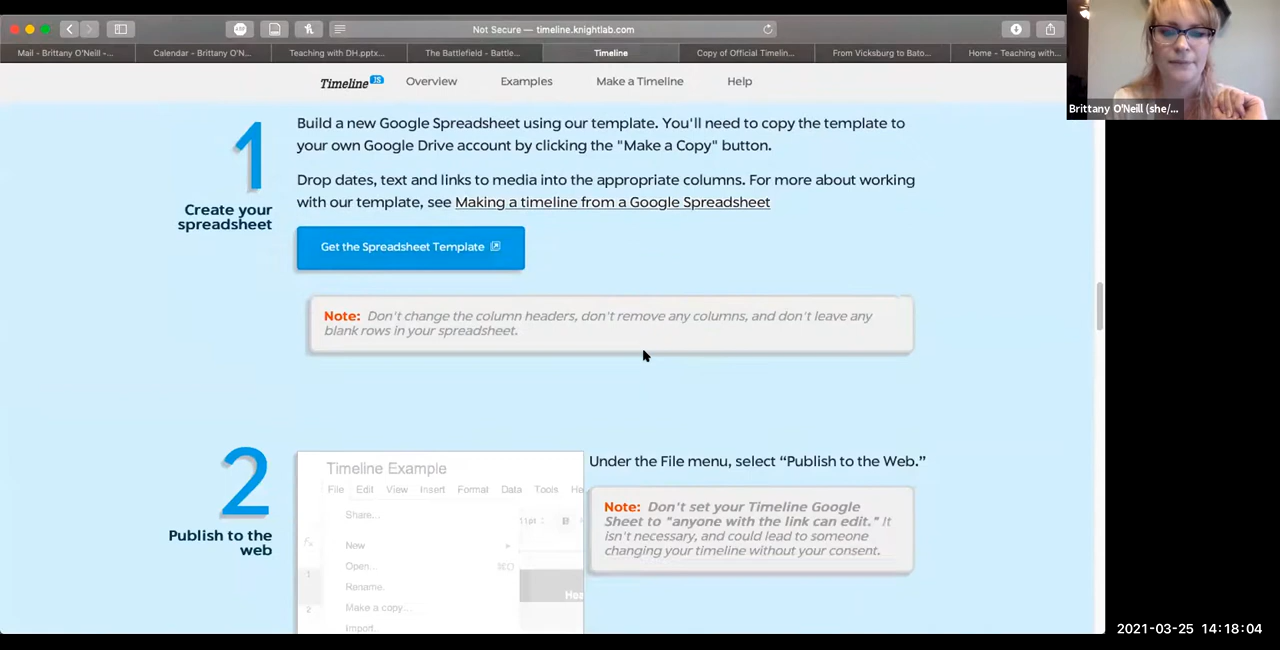 Not Secure — timeline.knightlab.com
Mail - Brittany O'Neill -...
Calendar - Brittany O'N...
Teaching with DH.pptx...
The Battlefield - Battle...
Timeline
Copy of Official Timelin...
From Vicksburg to Bato...
Home - Teaching with...
Brittany O'Neill (she/...
Timeline JS
Overview
Examples
Make a Timeline
Help
1
Create your
spreadsheet
Build a new Google Spreadsheet using our template. You'll need to copy the template to
your own Google Drive account by clicking the "Make a Copy" button.
Drop dates, text and links to media into the appropriate columns. For more about working
with our template, see Making a timeline from a Google Spreadsheet
Get the Spreadsheet Template
Note: Don't change the column headers, don't remove any columns, and don't leave any
blank rows in your spreadsheet.
2
Publish to the
web
Timeline Example
File Edit View Insert Format Data Tools He
Share...
11pt
New
Open...
Rename.
Hea
1
2
Make a copy...
Import..
Under the File menu, select “Publish to the Web.”
Note: Don't set your Timeline Google
Sheet to "anyone with the link can edit." It
isn't necessary, and could lead to someone
changing your timeline without your consent.
2021-03-25 14:18:04